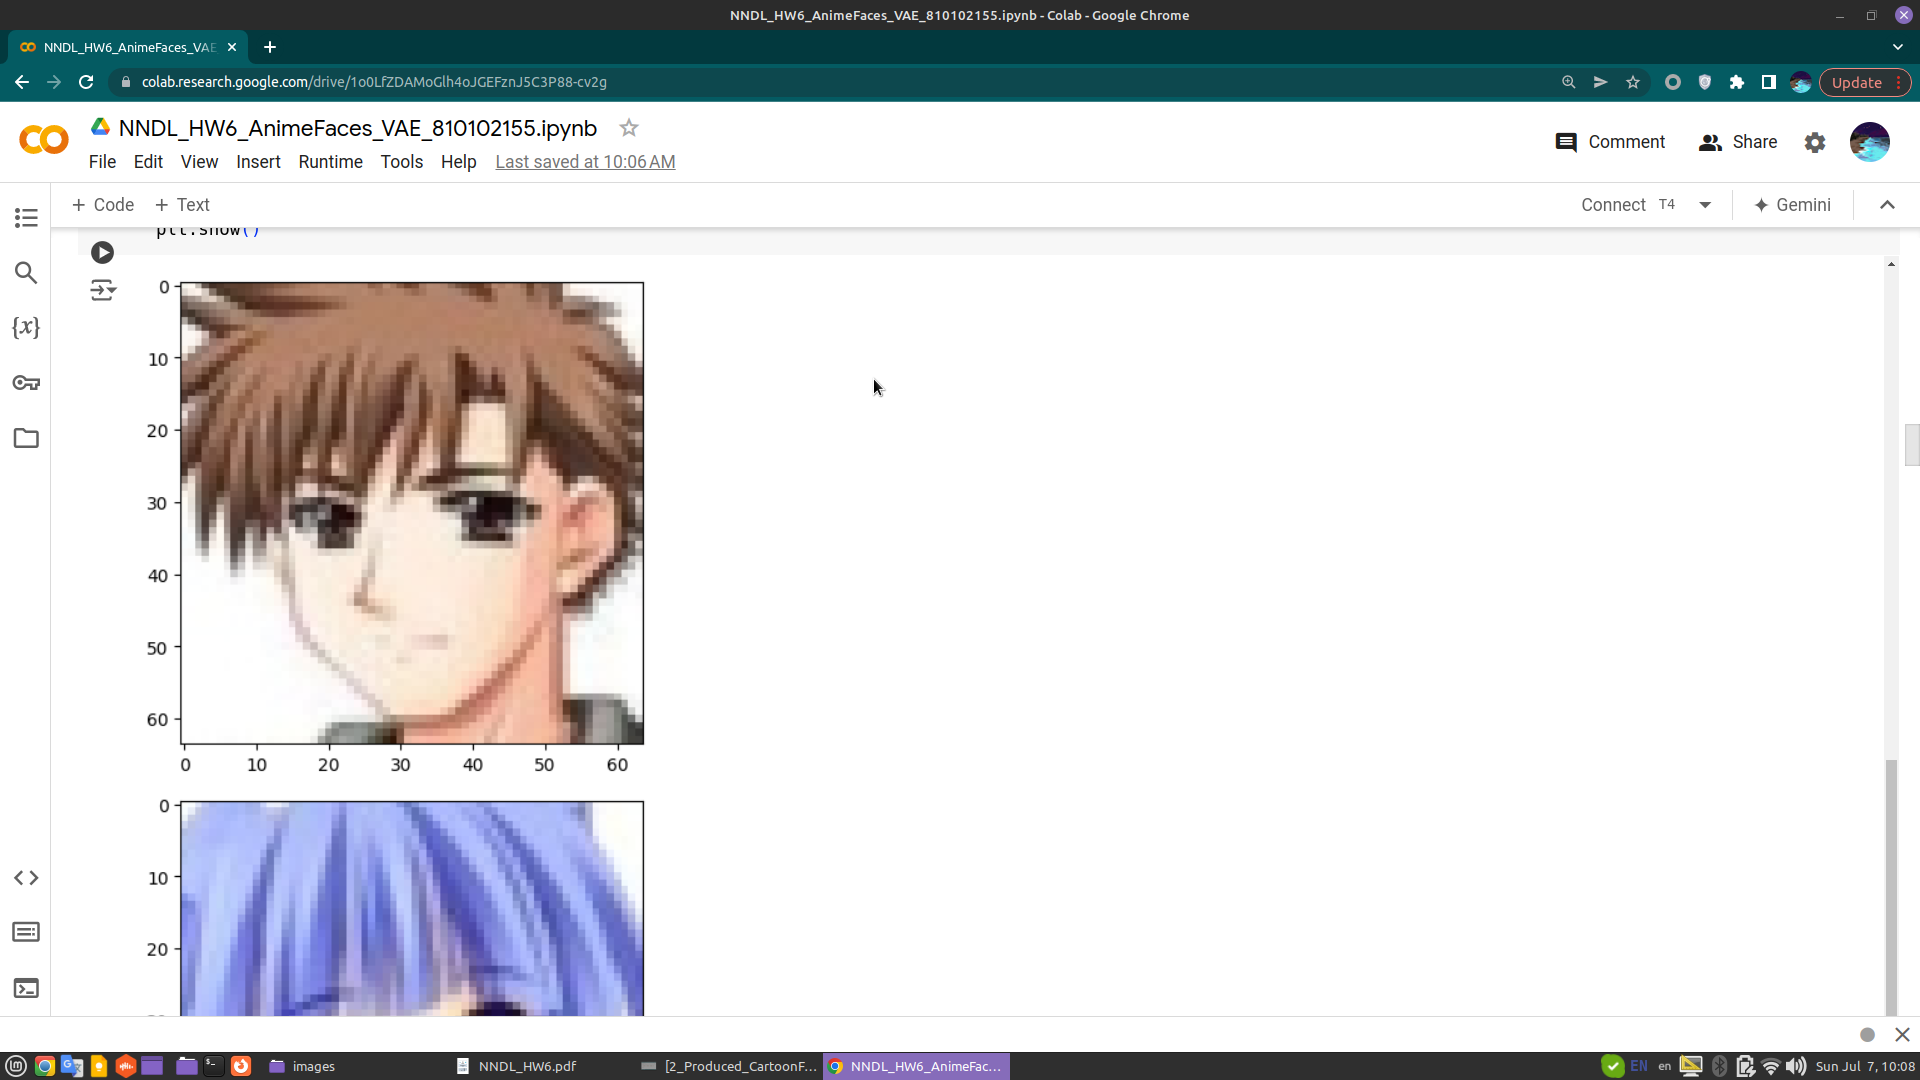 NNDL_HW6_AnimeFaces_VAE_810102155.ipynb - Colab - Google Chrome
NNDL_HW6_AnimeFaces_VAE
colab.research.google.com/drive/1o0LfZDAMoGlh4oJGEFznJ5C3P88-cv2g
Update
NNDL_HW6_AnimeFaces_VAE_810102155.ipynb
Comment
Share
File Edit View Insert Runtime Tools Help Last saved at 10:06 AM
+ Code + Text
Connect T4
Gemini
plt.show()
{x}
0
10
20
30
40
50
60
0 10 20 30 40 50 60
0
10
20
images
NNDL_HW6.pdf
[2_Produced_CartoonF...
NNDL_HW6_AnimeFac...
EN
en
Sun Jul 7, 10:08